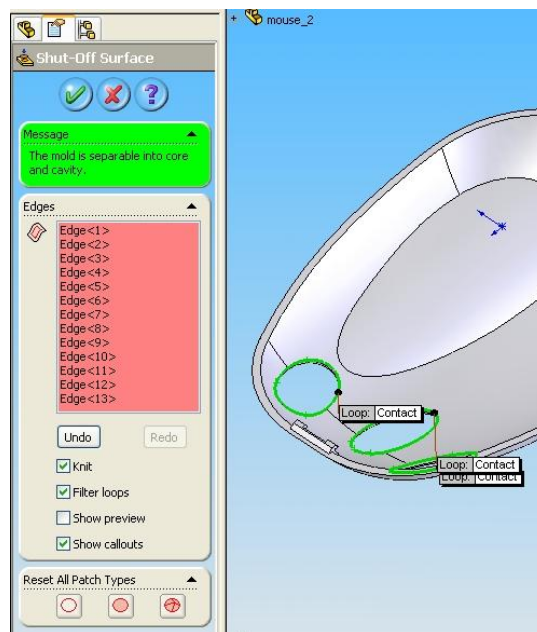 mouse_2
Shut-Off Surface
Message
The mold is separable into core
and cavity.
Edges
Edge<1>
Edge<2>
Edge<3>
Edge<4>
Edge<5>
Edge<6>
Edge<7>
Edge<8>
Edge<9>
Edge<10>
Edge<11>
Edge<12>
Edge<13>
Undo
Redo
Knit
Filter loops
Show preview
Show callouts
Reset All Patch Types
Loop: Contact
Loop: Contact
Loop: Contact